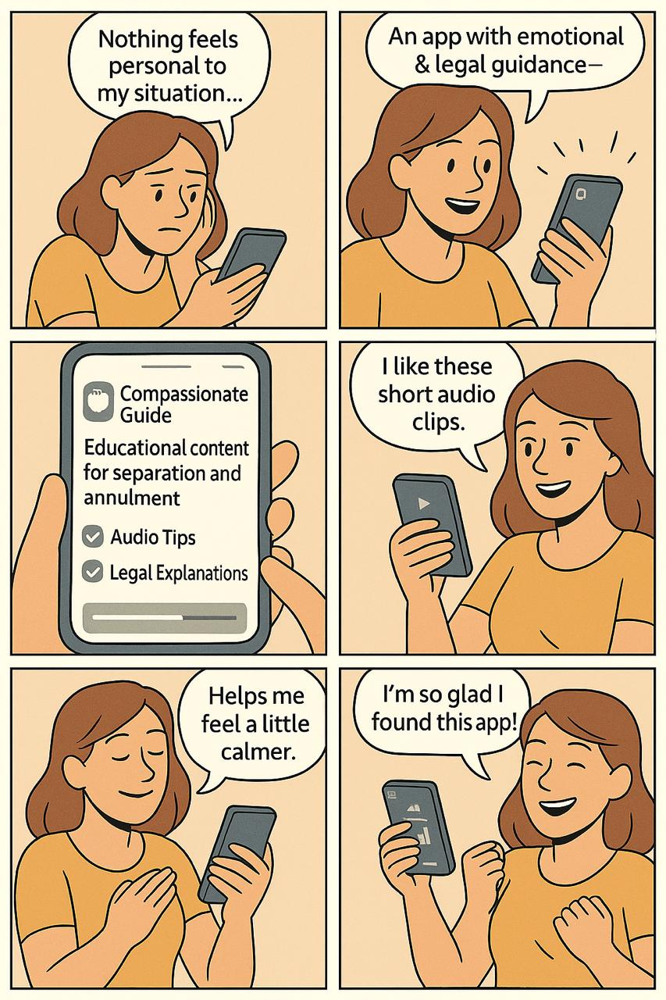 Nothing feels
personal to
my situation...
An app with emotional
& legal guidance–
Compassionate
Guide
Educational content
for separation and
annulment
Audio Tips
Legal Explanations
I like these
short audio
clips.
Helps me
feel a little
calmer.
I'm so glad I
found this app!